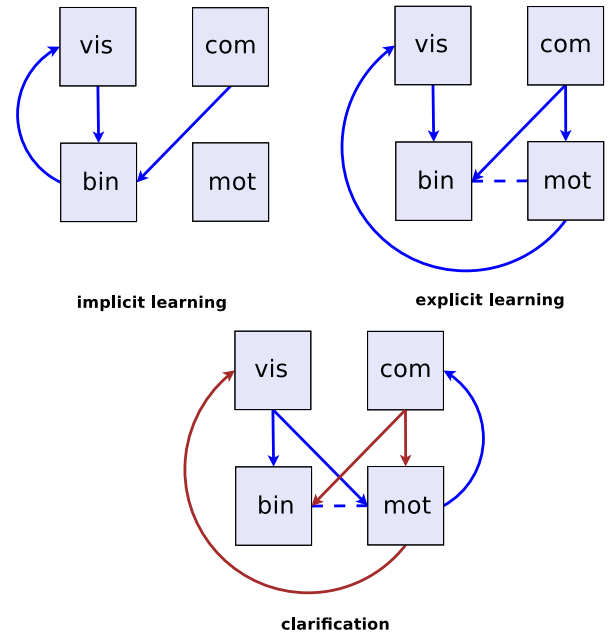 vis com
bin mot
implicit learning
vis com
bin mot
explicit learning
vis com
bin mot
clarification